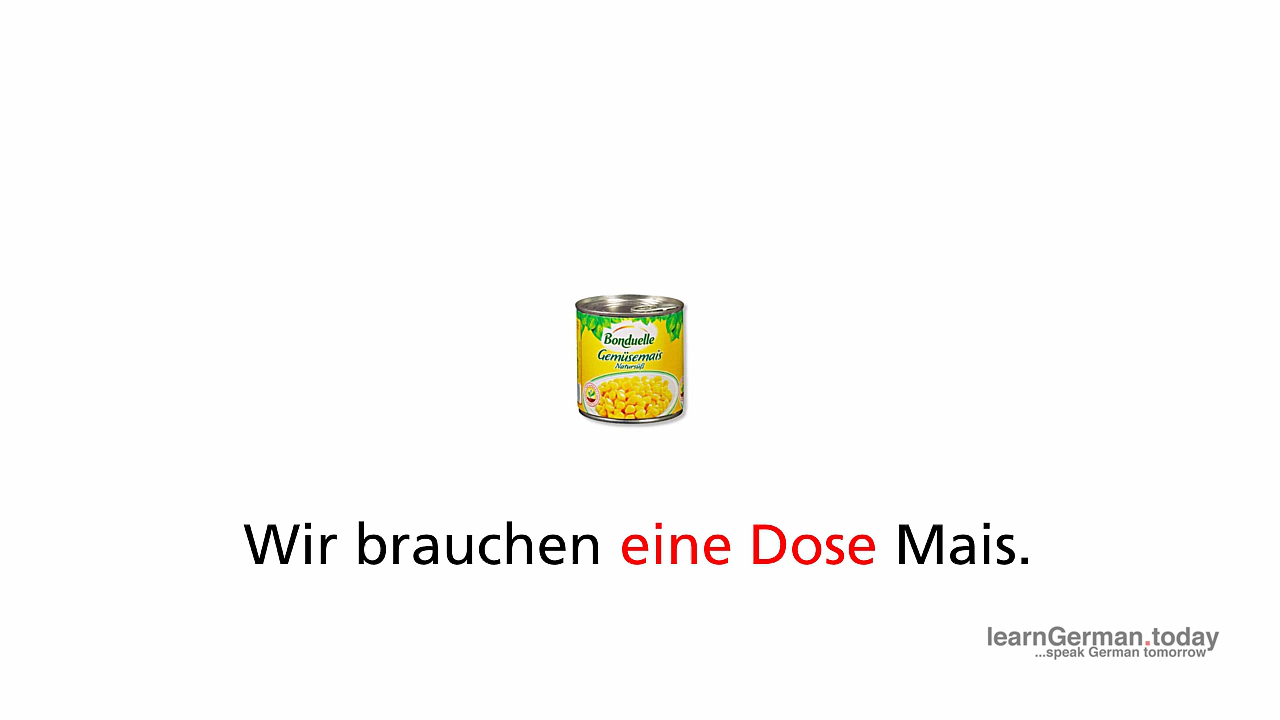 Bonduelle
Gemüsemais
Natursüß
Wir brauchen eine Dose Mais.
learnGerman.today
...speak German tomorrow